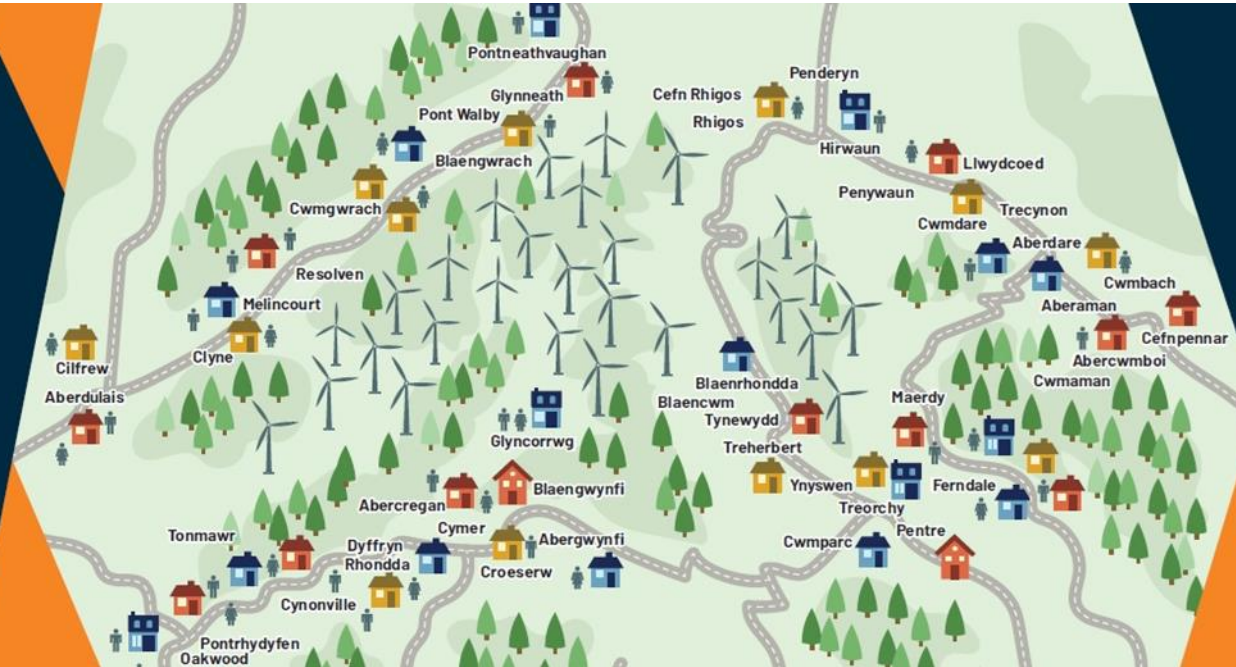 Pontneathvaughan
Glynneath
Pont Walby
Blaengwrach
Cwmgwrach
Resolven
Melincourt
Clyne
Cilfrew
Aberdulais
Penderyn
Cefn Rhigos
Rhigos
Hirwaun
Llwydcoed
Penywaun
Trecynon
Cwmdare
Aberdare
Cwmbach
Aberaman
Cefnpennar
Abercwmboi
Cwmaman
Blaenrhondda
Blaencwm
Tynewydd
Treherbert
Maerdy
Ynyswen
Ferndale
Treorchy
Pentre
Cwmparc
Glyncorrwg
Blaengwynfi
Abercregan
Cymer
Abergwynfi
Croeserw
Tonmawr
Dyffryn
Rhondda
Cynonville
Pontrhydyfen
Oakwood